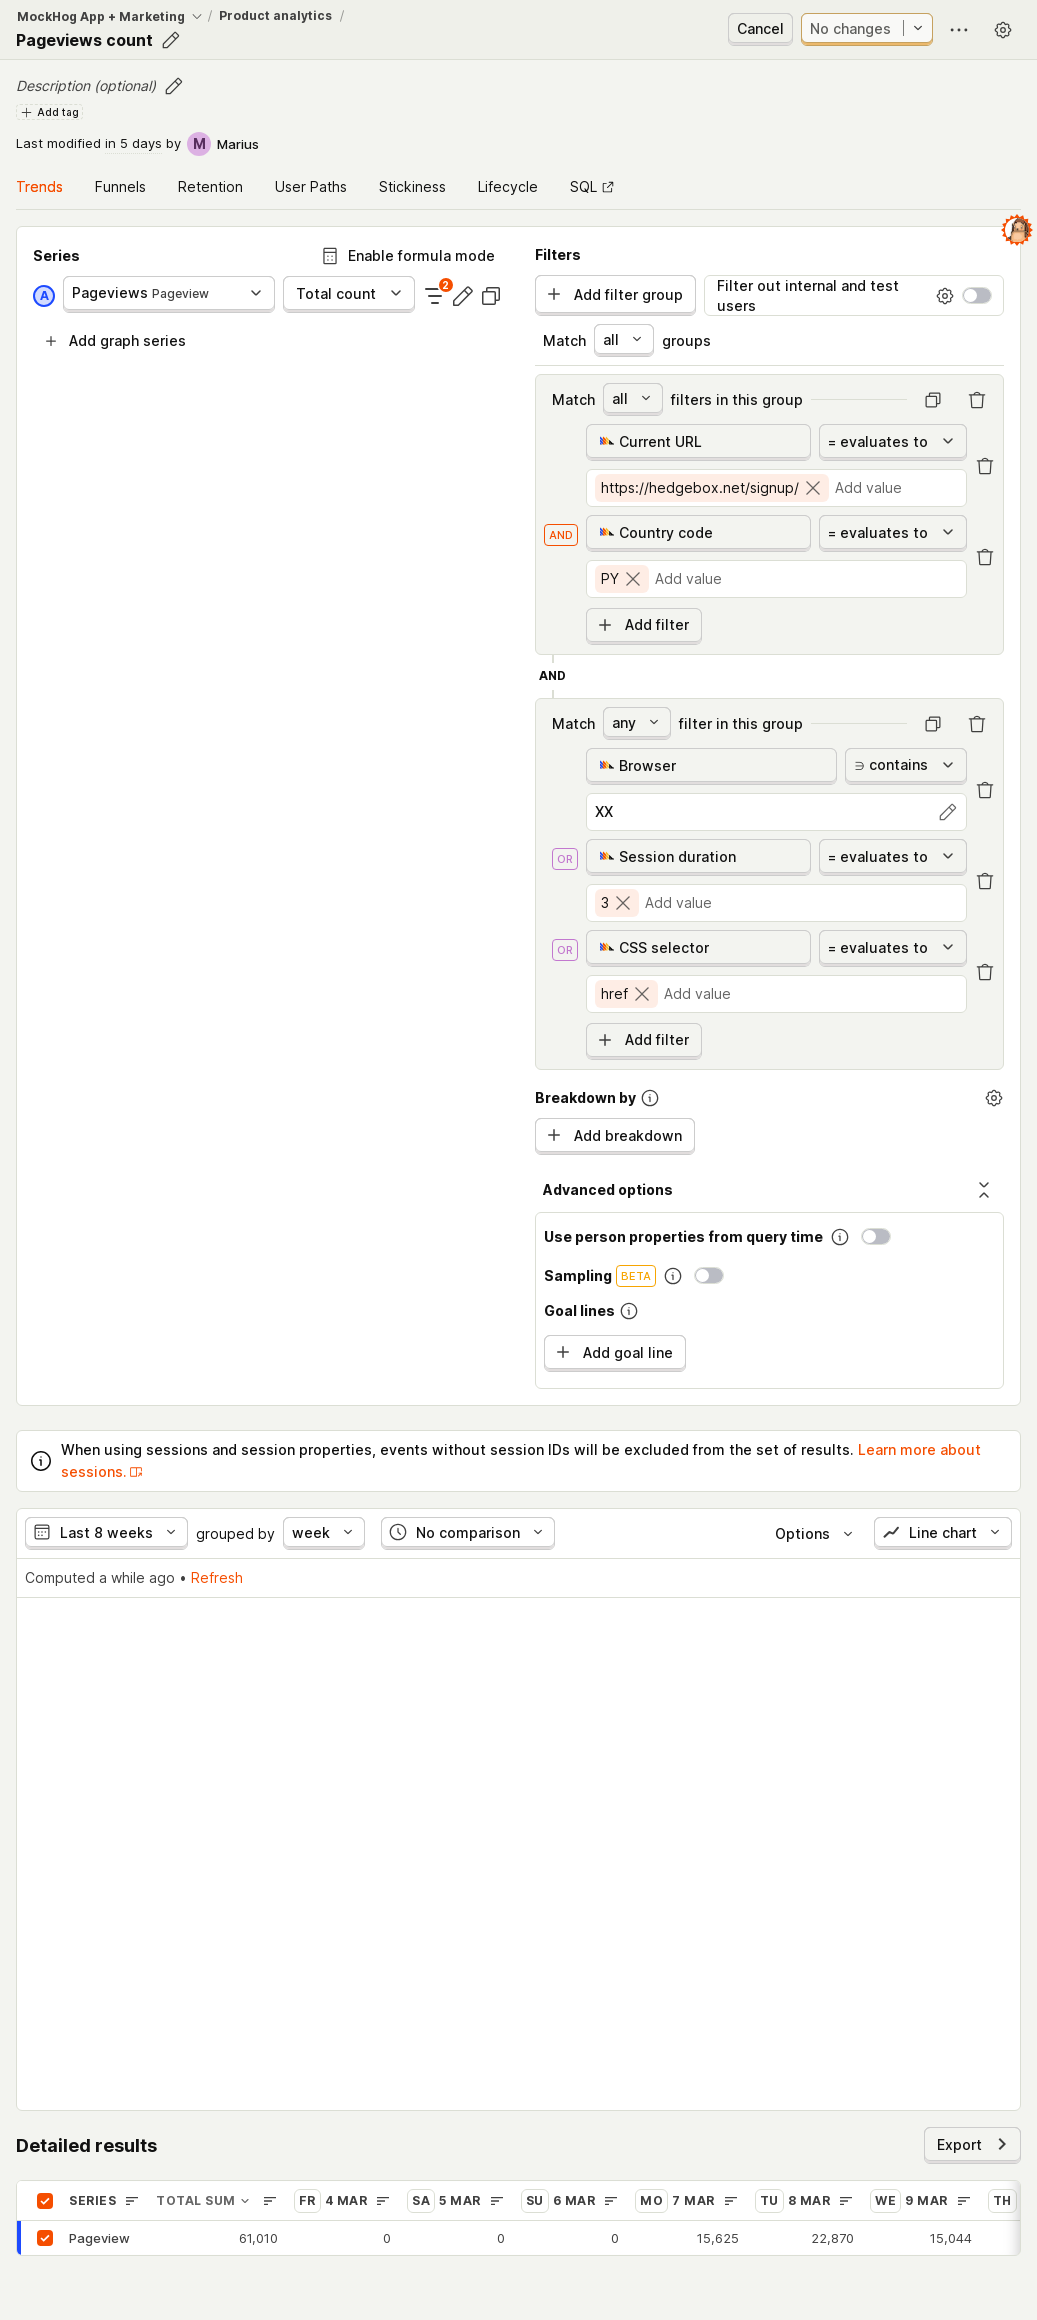 MockHog App + Marketing / Product analytics /
Pageviews count
Cancel
No changes
Description (optional)
Add tag
Last modified in 5 days by M Marius
Trends Funnels Retention User Paths Stickiness Lifecycle SQL
Series
Enable formula mode
A Pageviews Pageview
Total count
2
Add graph series
Filters
Add filter group
Filter out internal and test
users
Match all groups
Match all filters in this group
Current URL
= evaluates to
https://hedgebox.net/signup/ Add value
AND
Country code
= evaluates to
PY Add value
Add filter
AND
Match any filter in this group
Browser
∋ contains
XX
OR
Session duration
= evaluates to
3 Add value
OR
CSS selector
= evaluates to
href Add value
Add filter
Breakdown by
Add breakdown
Advanced options
Use person properties from query time
Sampling BETA
Goal lines
Add goal line
When using sessions and session properties, events without session IDs will be excluded from the set of results. Learn more about
sessions.
Last 8 weeks grouped by week No comparison Options Line chart
Computed a while ago • Refresh
Detailed results
Export
SERIES TOTAL SUM FR 4 MAR SA 5 MAR SU 6 MAR MO 7 MAR TU 8 MAR WE 9 MAR TH
Pageview 61,010 0 0 0 15,625 22,870 15,044